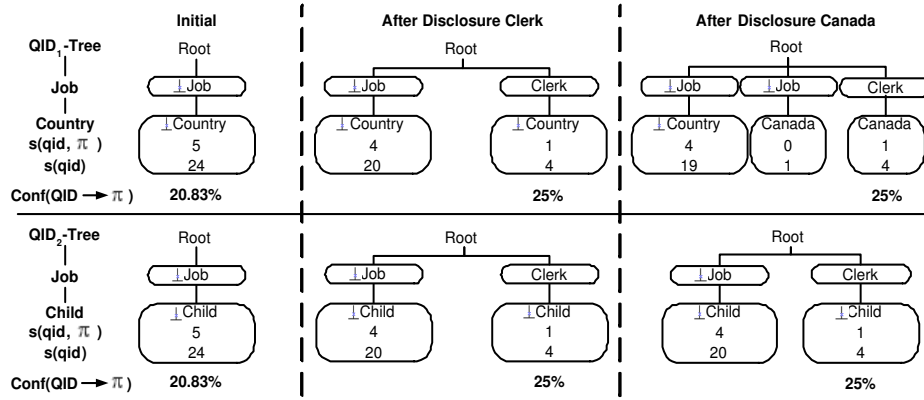 Initial After Disclosure Clerk After Disclosure Canada
QID1-Tree Root Root Root
Job ⊥Job ⊥Job Clerk ⊥Job ⊥Job Clerk
Country ⊥Country ⊥Country ⊥Country ⊥Country Canada Canada
s(qid, π) 5 4 1 4 0 1
s(qid) 24 20 4 19 1 4
Conf(QID → π) 20.83% 25% 25%
QID2-Tree Root Root Root
Job ⊥Job ⊥Job Clerk ⊥Job Clerk
Child ⊥Child ⊥Child ⊥Child ⊥Child ⊥Child
s(qid, π) 5 4 1 4 1
s(qid) 24 20 4 20 4
Conf(QID → π) 20.83% 25% 25%